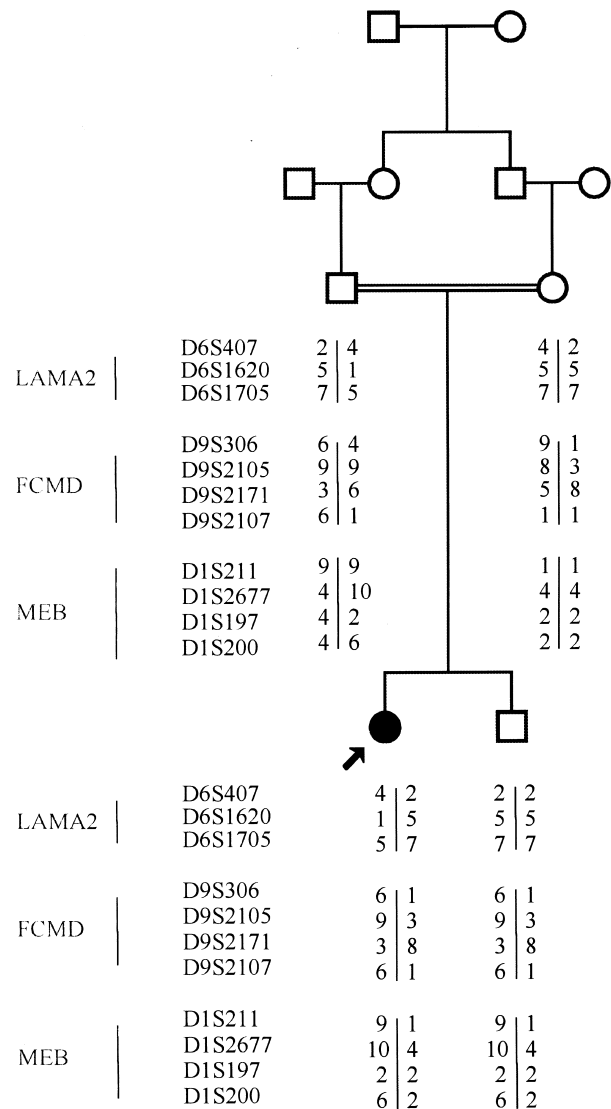 LAMA2
D6S407 2 | 4 4 | 2
D6S1620 5 | 1 5 | 5
D6S1705 7 | 5 7 | 7
FCMD
D9S306 6 | 4 9 | 1
D9S2105 9 | 9 8 | 3
D9S2171 3 | 6 5 | 8
D9S2107 6 | 1 1 | 1
MEB
D1S211 9 | 9 1 | 1
D1S2677 4 | 10 4 | 4
D1S197 4 | 2 2 | 2
D1S200 4 | 6 2 | 2
LAMA2
D6S407 4 | 2 2 | 2
D6S1620 1 | 5 5 | 5
D6S1705 5 | 7 7 | 7
FCMD
D9S306 6 | 1 6 | 1
D9S2105 9 | 3 9 | 3
D9S2171 3 | 8 3 | 8
D9S2107 6 | 1 6 | 1
MEB
D1S211 9 | 1 9 | 1
D1S2677 10 | 4 10 | 4
D1S197 2 | 2 2 | 2
D1S200 6 | 2 6 | 2